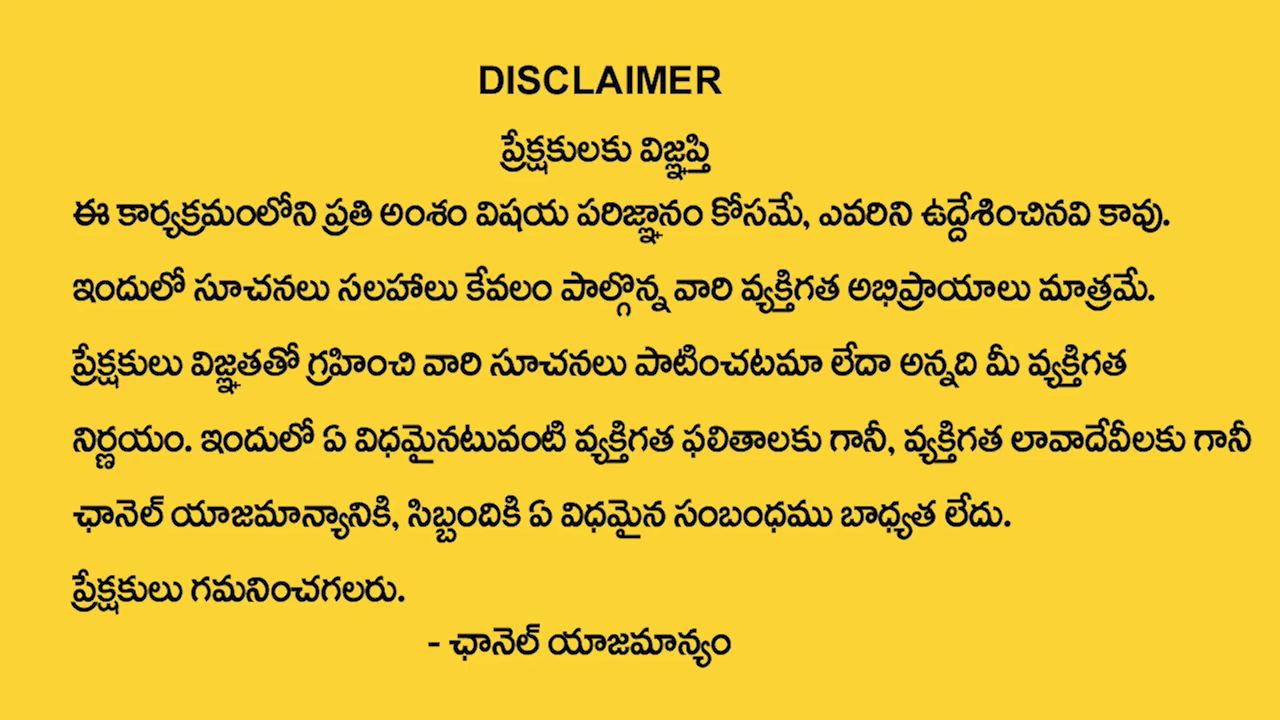 DISCLAIMER
ప్రేక్షకులకు విజ్ఞప్తి
ఈ కార్యక్రమంలోని ప్రతి అంశం విషయ పరిజ్ఞానం కోసమే, ఎవరిని ఉద్దేశించినవి కావు.
ఇందులో సూచనలు సలహాలు కేవలం పాల్గొన్న వారి వ్యక్తిగత అభిప్రాయాలు మాత్రమే.
ప్రేక్షకులు విజ్ఞతతో గ్రహించి వారి సూచనలు పాటించటమా లేదా అన్నది మీ వ్యక్తిగత
నిర్ణయం. ఇందులో ఏ విధమైనటువంటి వ్యక్తిగత ఫలితాలకు గానీ, వ్యక్తిగత లావాదేవీలకు గానీ
ఛానెల్ యాజమాన్యానికి, సిబ్బందికి ఏ విధమైన సంబంధము బాధ్యత లేదు.
ప్రేక్షకులు గమనించగలరు.
- ఛానెల్ యాజమాన్యం